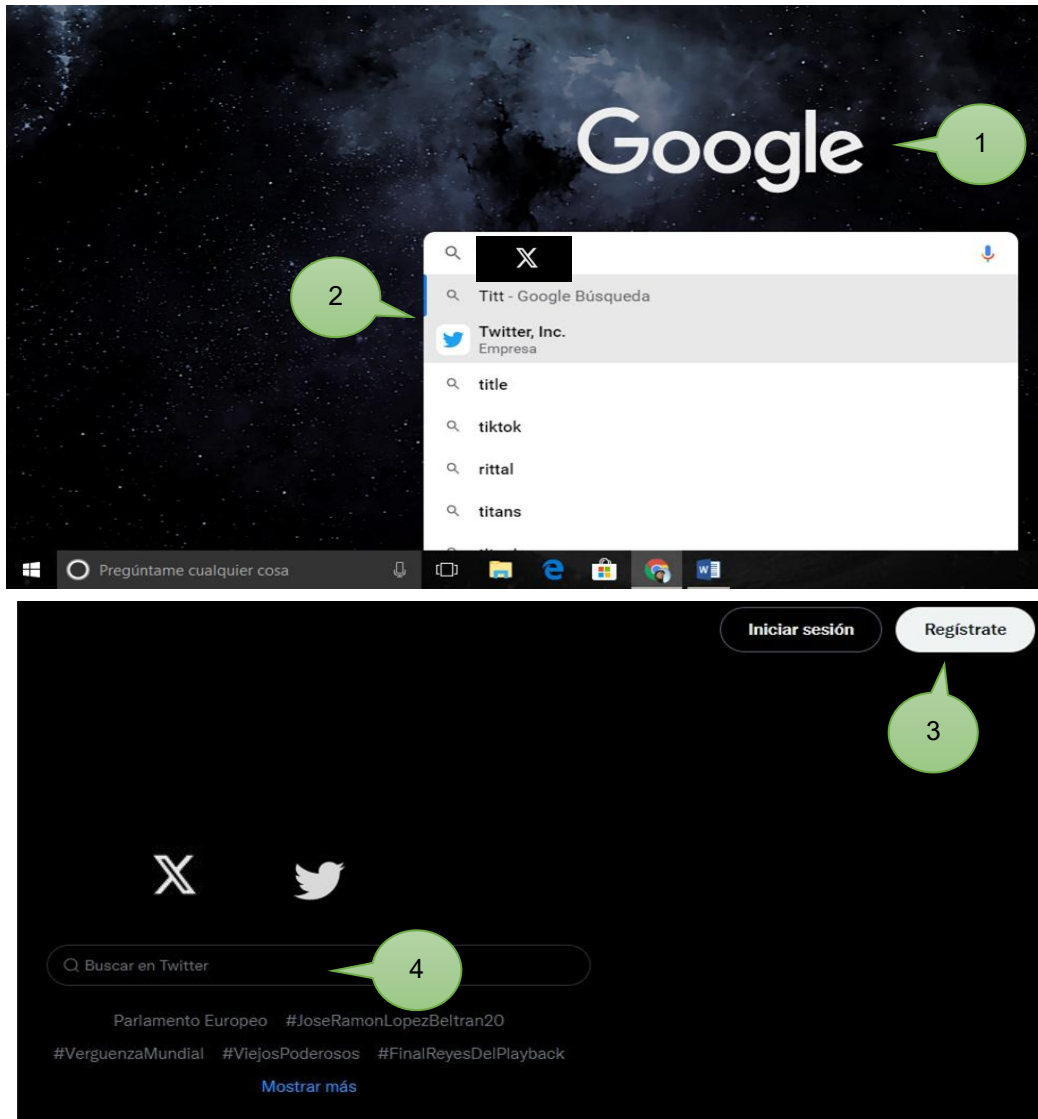 Google
1
𝕏
2
Titt - Google Búsqueda
Twitter, Inc.
Empresa
title
tiktok
rittal
titans
Pregúntame cualquier cosa
Iniciar sesión
Regístrate
3
𝕏
Buscar en Twitter
4
Parlamento Europeo #JoseRamonLopezBeltran20
#VerguenzaMundial #ViejosPoderosos #FinalReyesDelPlayback
Mostrar más